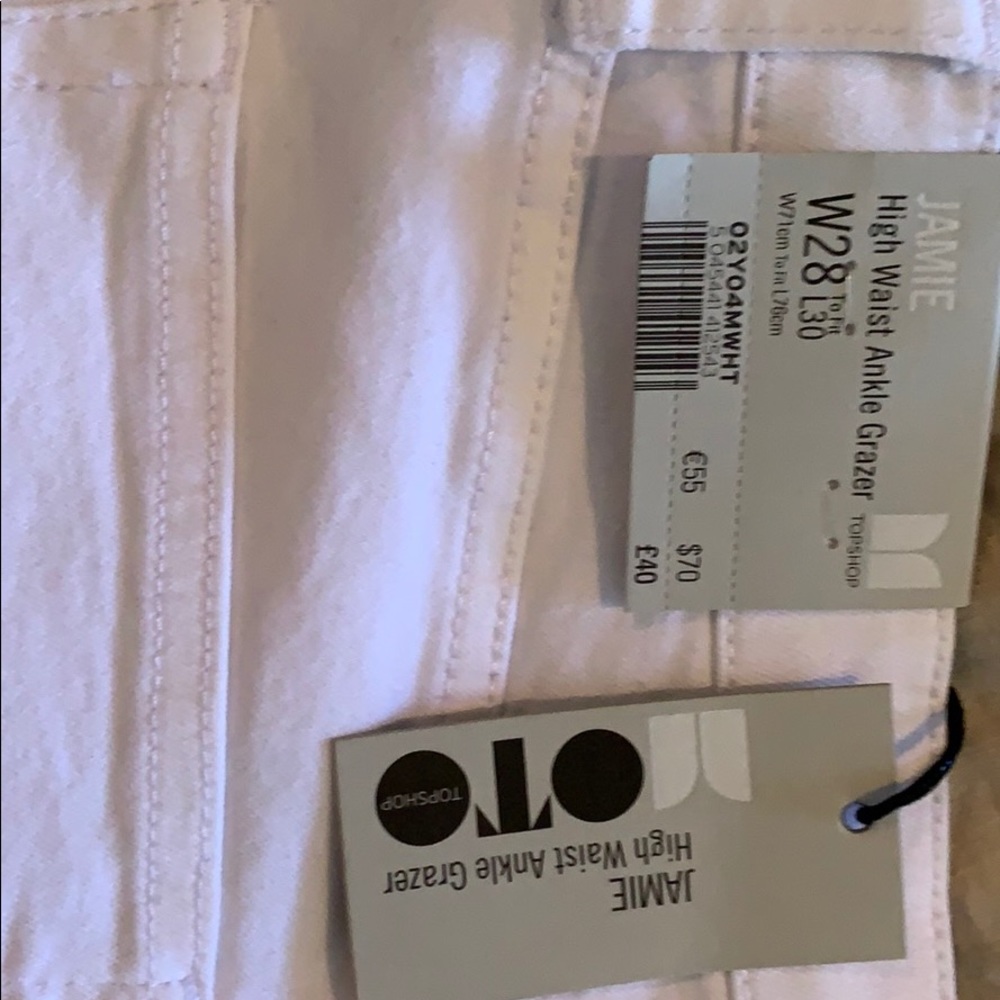 JAMIE
High Waist Ankle Grazer
W28 To Fit L30
W71cm To Fit L76cm
TOPSHOP
02Y04MWHT
5 045441 412543
€55 $70
£40
MOTO
TOPSHOP
High Waist Ankle Grazer
JAMIE